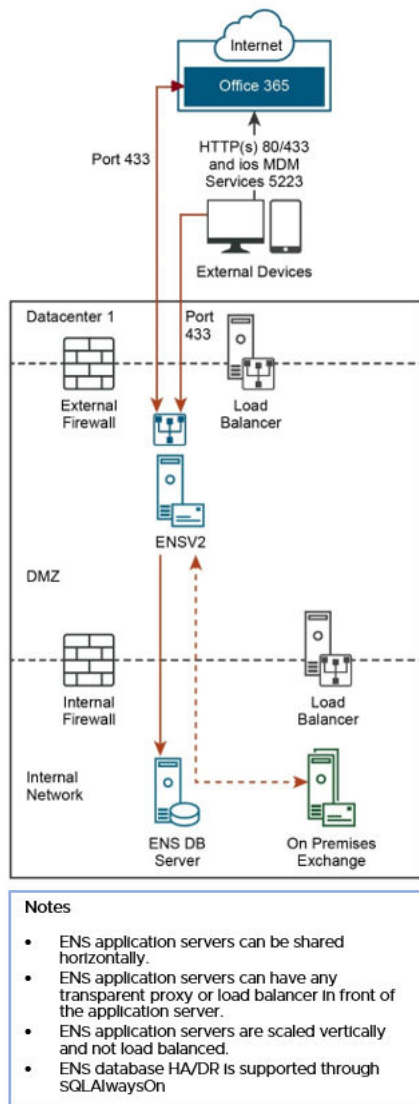 Internet
Office 365
Port 433
HTTP(s) 80/433
and ios MDM
Services 5223
External Devices
Datacenter 1
Port
433
External
Firewall
Load
Balancer
ENSV2
DMZ
Internal
Firewall
Load
Balancer
Internal
Network
ENS DB
Server
On Premises
Exchange
Notes
• ENS application servers can be shared
horizontally.
• ENS application servers can have any
transparent proxy or load balancer in front of
the application server.
• ENS application servers are scaled vertically
and not load balanced.
• ENS database HA/DR is supported through
SQLAlwaysOn